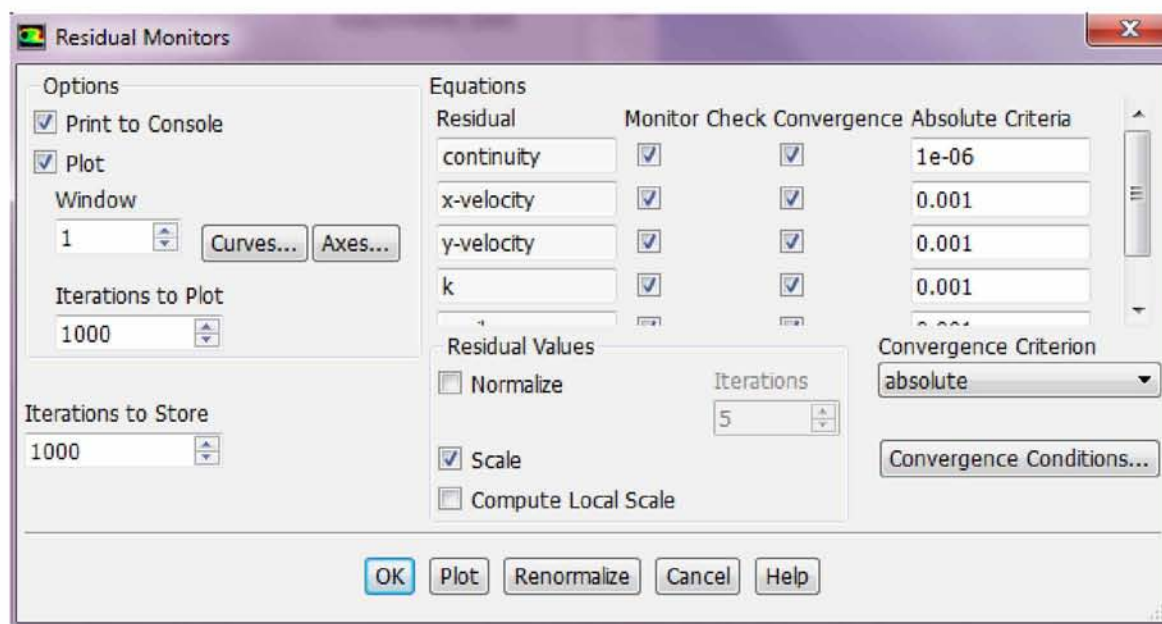 Residual Monitors
X
Options
Print to Console
Plot
Window
1
Curves...
Axes...
Iterations to Plot
1000
Iterations to Store
1000
Equations
Residual Monitor Check Convergence Absolute Criteria
continuity 1e-06
x-velocity 0.001
y-velocity 0.001
k 0.001
Residual Values
Normalize
Iterations
5
Scale
Compute Local Scale
Convergence Criterion
absolute
Convergence Conditions...
OK Plot Renormalize Cancel Help